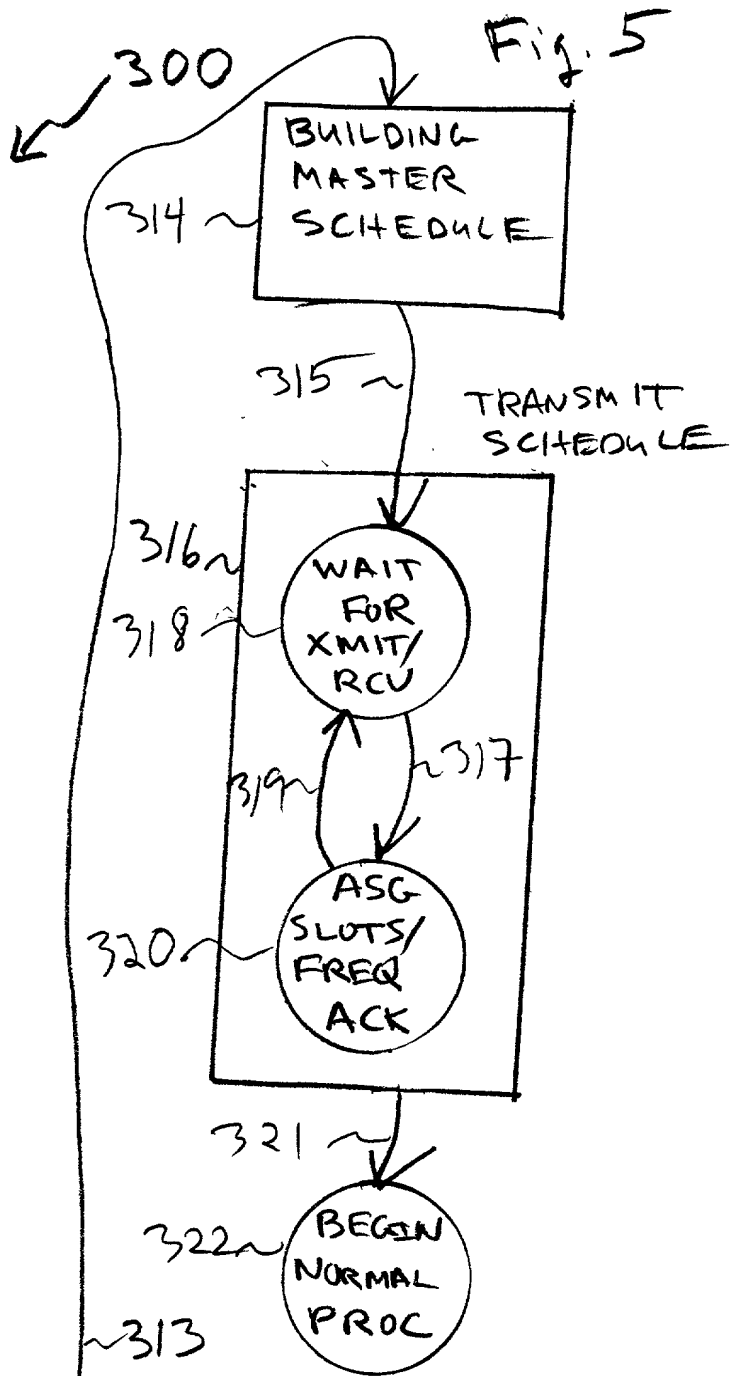 Fig. 5
300
BUILDING
MASTER
SCHEDULE
314
315
TRANSMIT
SCHEDULE
316
WAIT
FOR
XMIT/
RCV
318
319
317
ASG
SLOTS/
FREQ
ACK
320
321
BEGIN
NORMAL
PROC
322
313